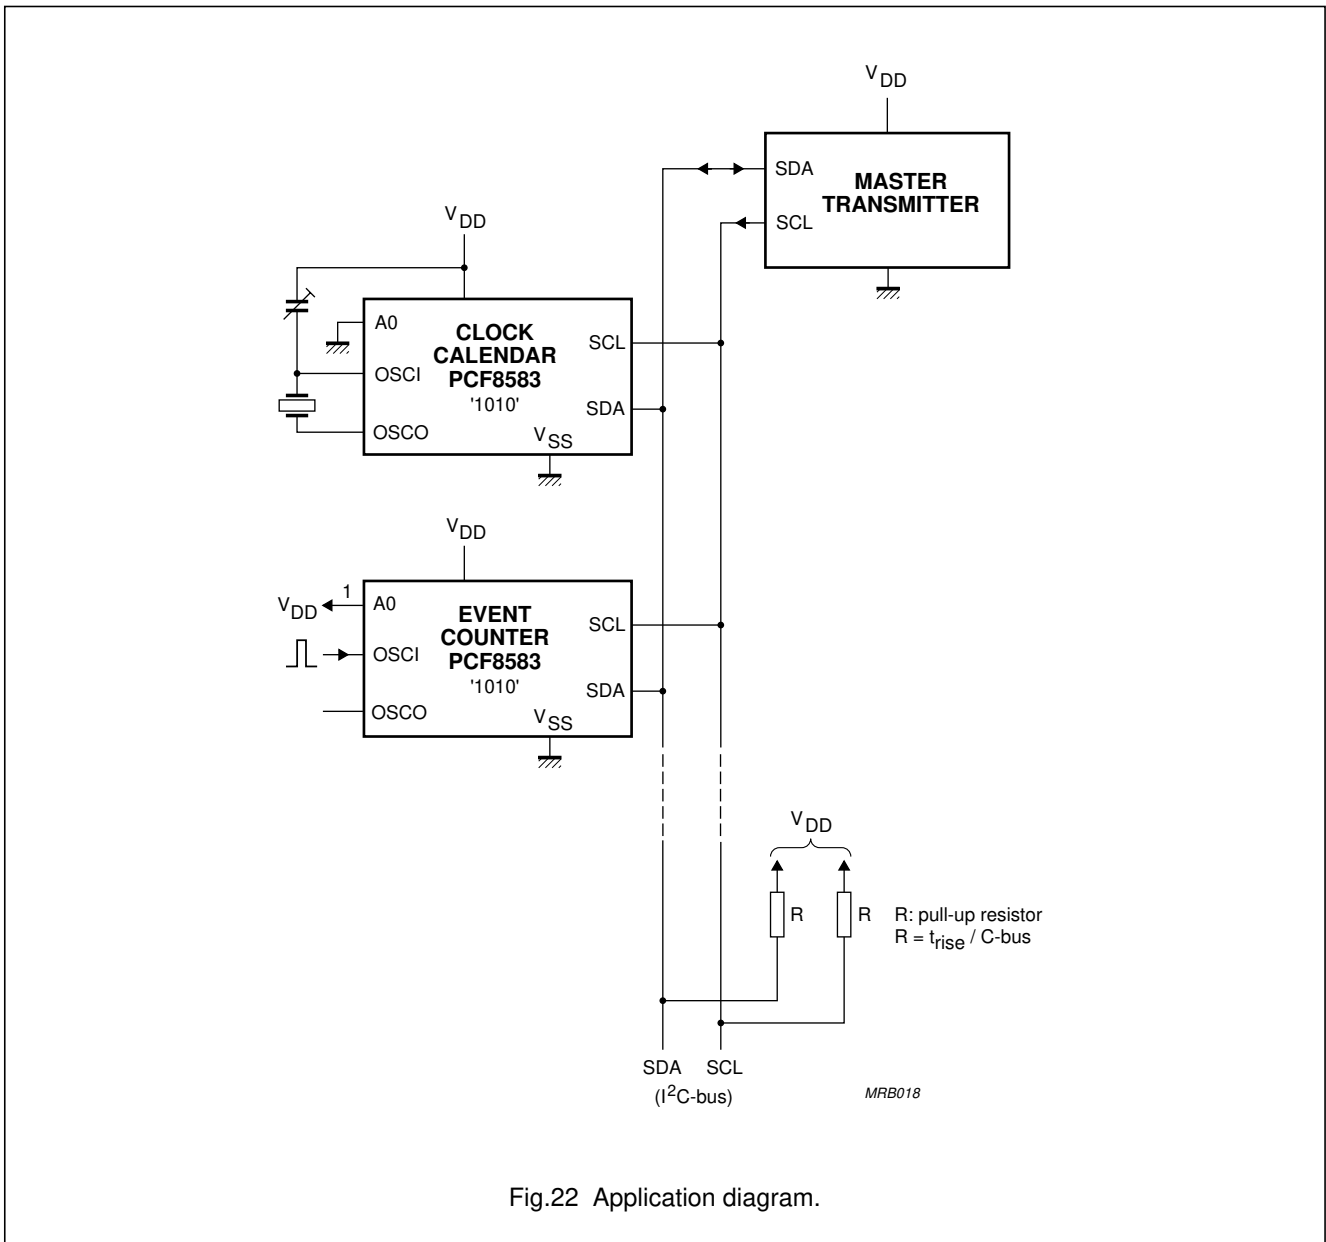 VDD
SDA
MASTER
TRANSMITTER
SCL
VDD
A0
CLOCK
CALENDAR
PCF8583
'1010'
SCL
OSCI
SDA
OSCO
VSS
VDD
VDD
1
A0
EVENT
COUNTER
PCF8583
'1010'
SCL
OSCI
SDA
OSCO
VSS
VDD
R
R
R: pull-up resistor
R = trise / C-bus
SDA
SCL
(I²C-bus)
MRB018
Fig.22 Application diagram.